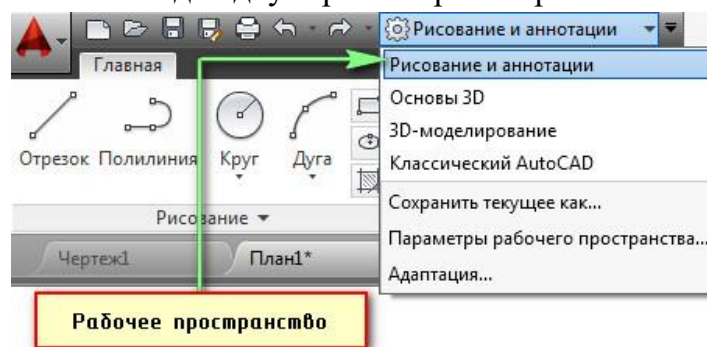 Рисование и аннотации
Главная
Рисование и аннотации
Основы 3D
3D-моделирование
Классический AutoCAD
Сохранить текущее как...
Параметры рабочего пространства...
Адаптация...
Отрезок Полилиния Круг Дуга
Рисование
Чертеж1 План1*
Рабочее пространство